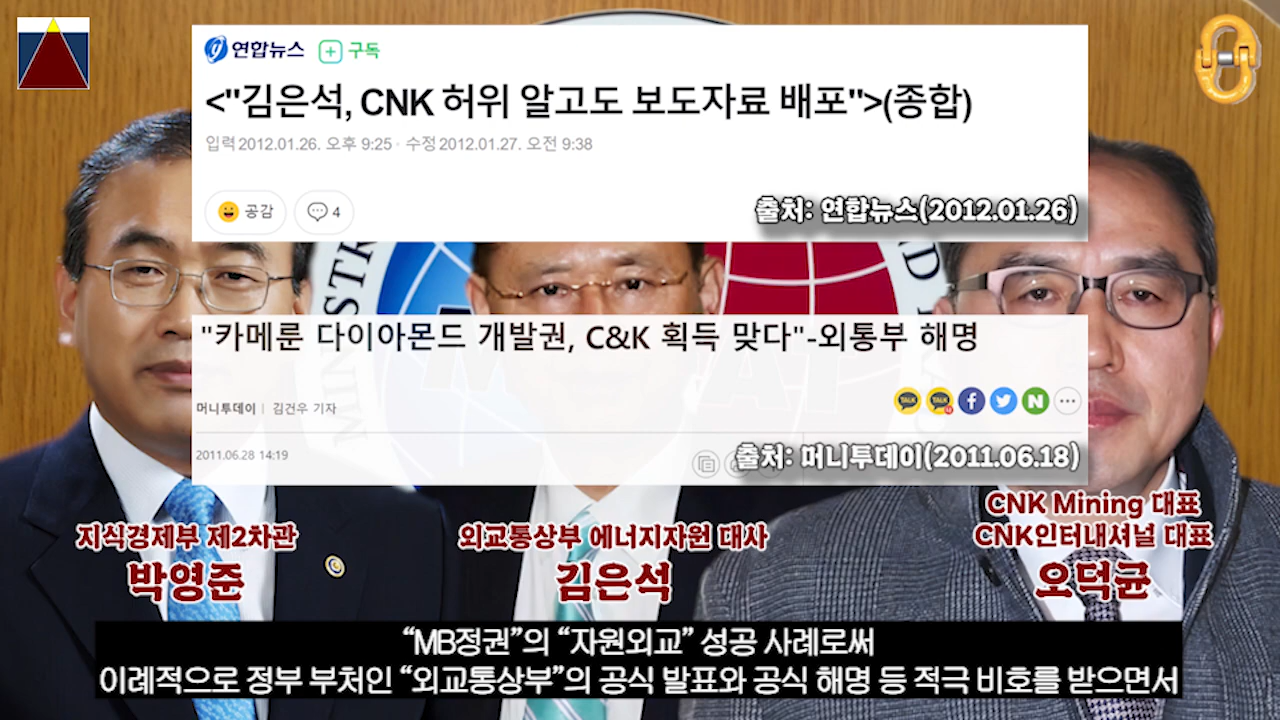 연합뉴스 구독
<"김은석, CNK 허위 알고도 보도자료 배포">(종합)
입력 2012.01.26. 오후 9:25 · 수정 2012.01.27. 오전 9:38
공감 4
출처: 연합뉴스(2012.01.26)
"카메룬 다이아몬드 개발권, C&K 획득 맞다"-외통부 해명
머니투데이 | 김건우 기자
TALK TALK N
2011.06.28 14:19
출처: 머니투데이(2011.06.18)
지식경제부 제2차관
박영준
외교통상부 에너지자원 대사
김은석
CNK Mining 대표
CNK인터내셔널 대표
오덕균
“MB정권”의 “자원외교” 성공 사례로써
이례적으로 정부 부처인 “외교통상부”의 공식 발표와 공식 해명 등 적극 비호를 받으면서